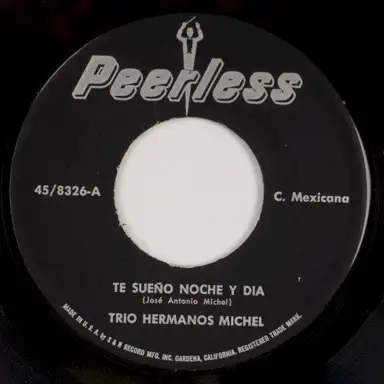 Peerless
45/8326-A
C. Mexicana
TE SUEÑO NOCHE Y DIA
(José Antonio Michel)
TRIO HERMANOS MICHEL
MADE IN U. S. A. by S & N RECORD MFG. INC. GARDENA, CALIFORNIA. REGISTERED TRADE MARK.